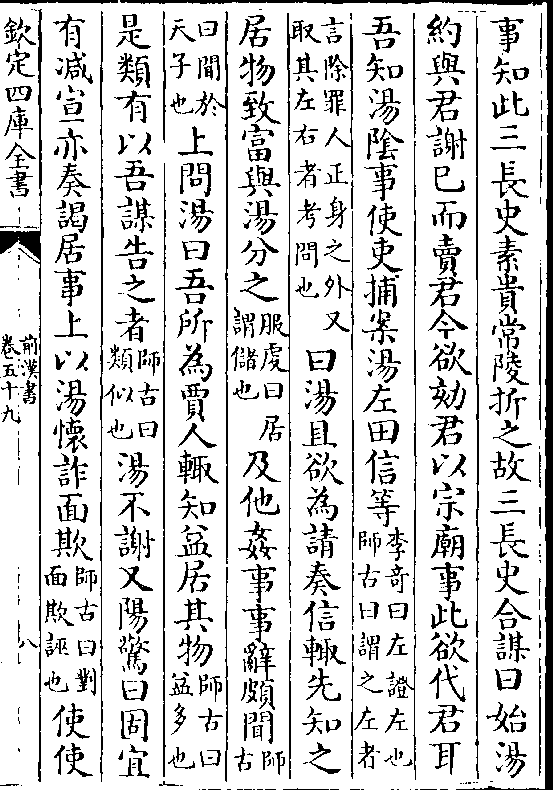 事知此三長史素貴常陵折之故三長史合謀曰始湯
約與君謝已而賣君今欲劾君以宗廟事此欲代君耳
吾知湯陰事使吏捕案湯左田信等李奇曰左證左也師古曰謂之左者
言除罪人正身之外又取其左右者考問也曰湯且欲為請奏信輒先知之
居物致富與湯分之服虔曰居謂儲也及他姦事事辭頗聞師古
曰聞於天子也上問湯曰吾所為賈人輒知益居其物師古曰益多也
是類有以吾謀告之者師古曰類似也湯不謝又陽驚曰固宜
有减宣亦奏謁居事上以湯懷詐面欺師古曰對面欺誣也使使
欽定四庫全書
前漢書
卷五十九
八